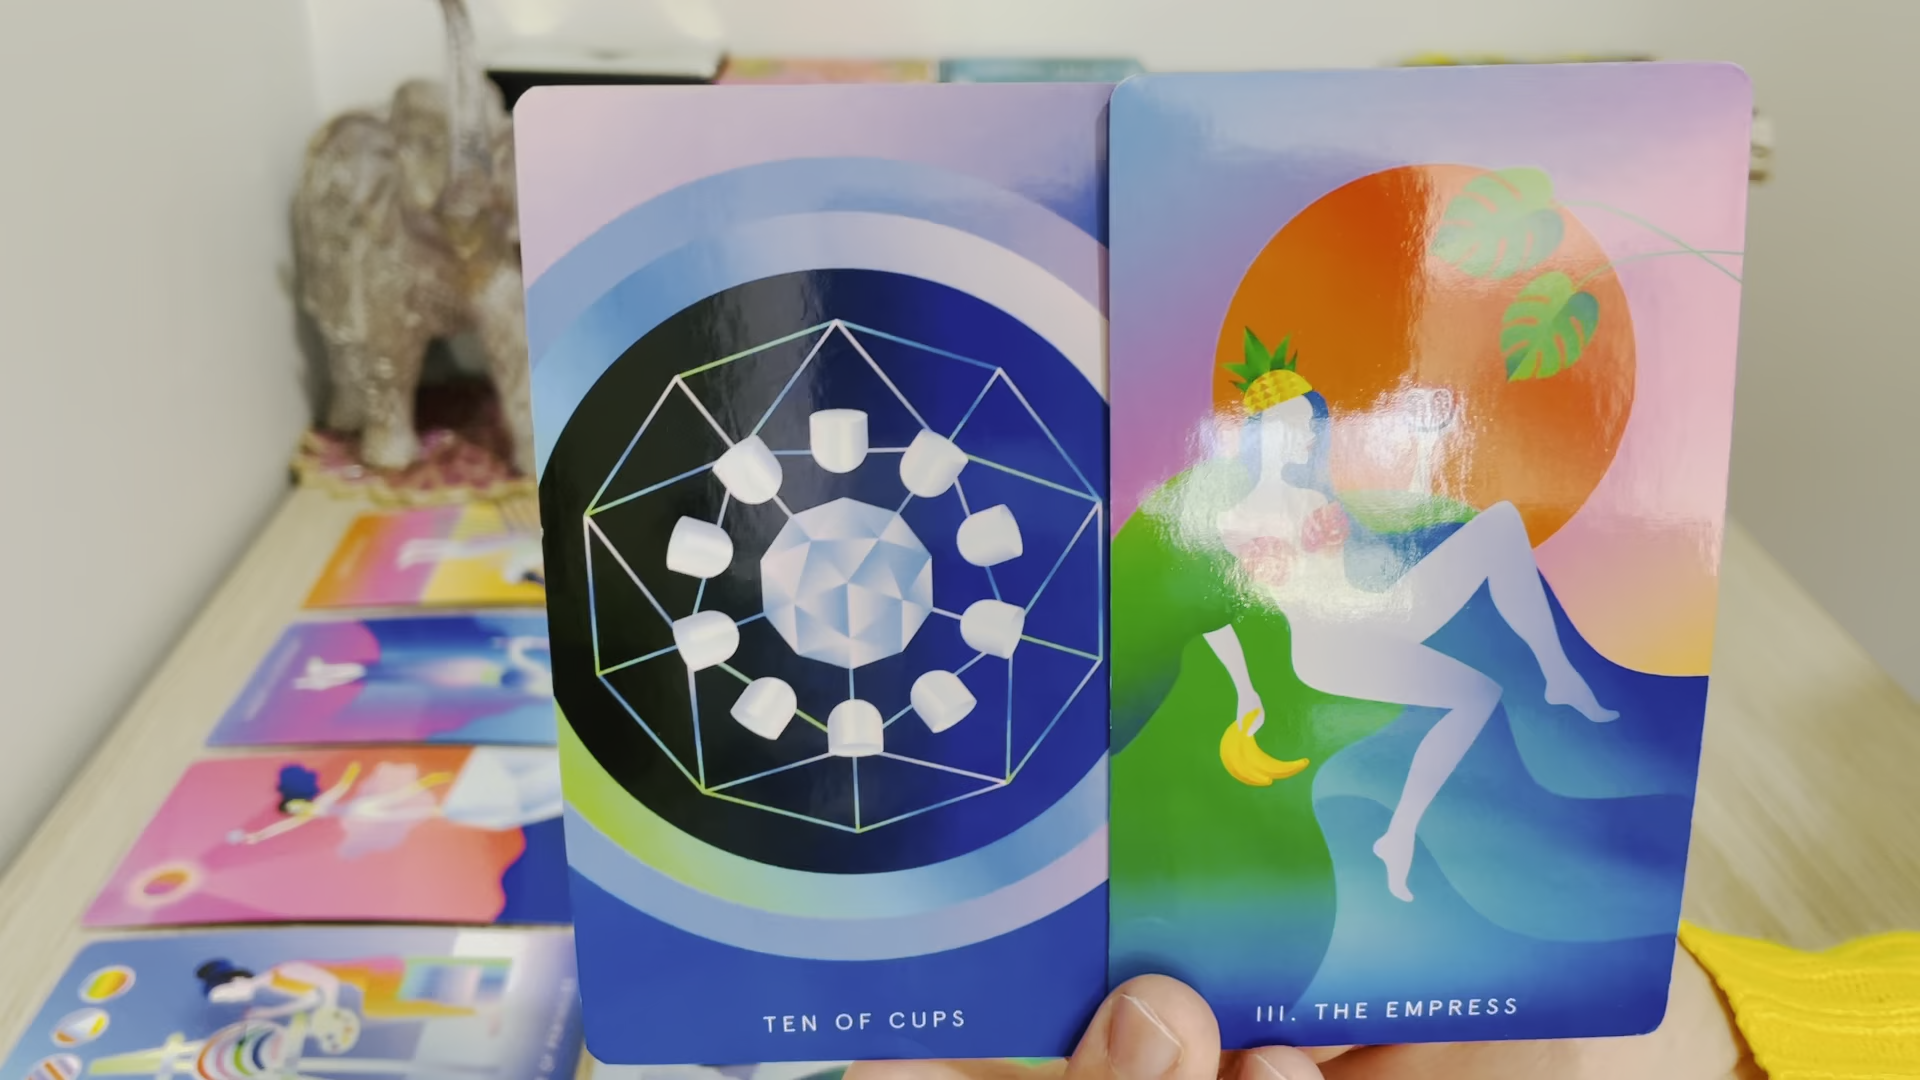 TEN OF CUPS
III. THE EMPRESS